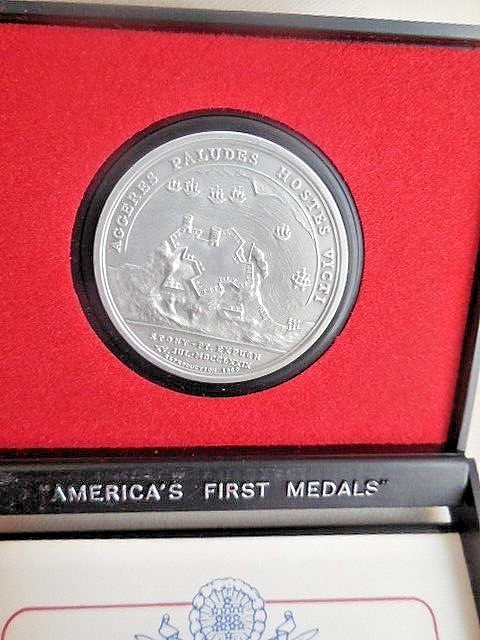 AGGERES PALUDES HOSTES VICTI
STONY-PT. EXPUGN
XV. JUL. MDCCLXXIX
"AMERICA'S FIRST MEDALS"